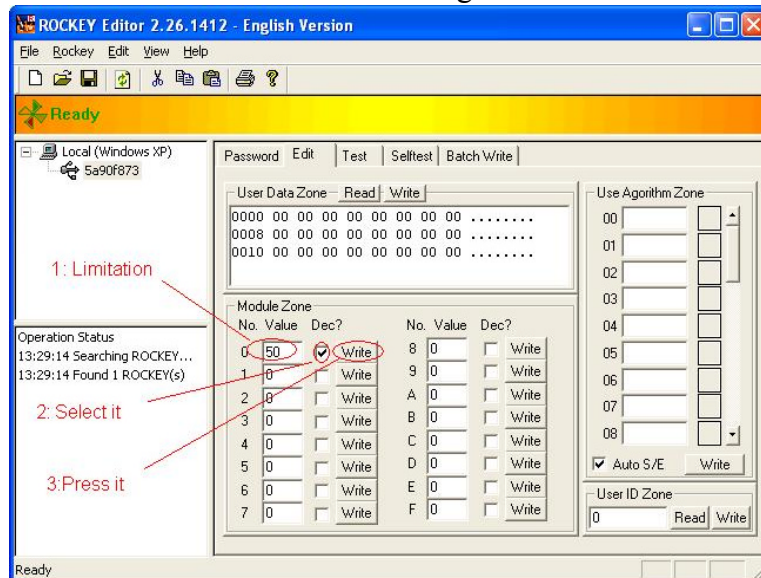 ROCKEY Editor 2.26.1412 - English Version
File Rockey Edit View Help
Ready
Local (Windows XP)
5a90f873
1: Limitation
Operation Status
13:29:14 Searching ROCKEY...
13:29:14 Found 1 ROCKEY(s)
2: Select it
3:Press it
Password Edit Test Selftest Batch Write
User Data Zone Read Write
0000 00 00 00 00 00 00 00 00 ........
0008 00 00 00 00 00 00 00 00 ........
0010 00 00 00 00 00 00 00 00 ........
Module Zone
No. Value Dec? No. Value Dec?
0 50 Write 8 0 Write
1 0 Write 9 0 Write
2 0 Write A 0 Write
3 0 Write B 0 Write
4 0 Write C 0 Write
5 0 Write D 0 Write
6 0 Write E 0 Write
7 0 Write F 0 Write
Use Agorithm Zone
00
01
02
03
04
05
06
07
08
Auto S/E Write
User ID Zone
0 Read Write
Ready